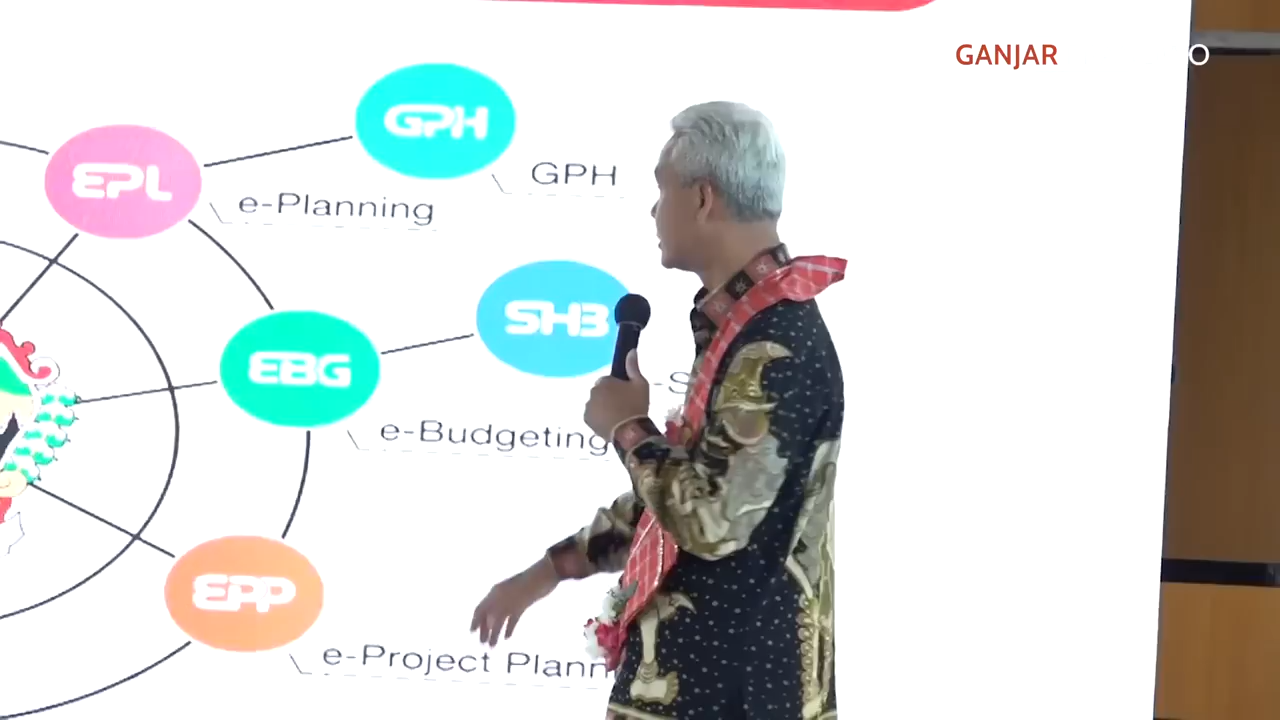 GANJAR
O
GPH
GPH
EPL
e-Planning
SHB
-S
EBG
e-Budgeting
EPP
e-Project Plann